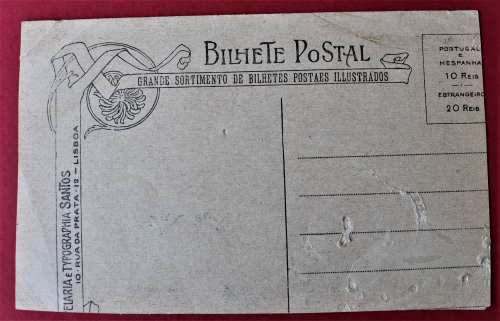 BILHETE POSTAL
GRANDE SORTIMENTO DE BILHETES POSTAES ILLUSTRADOS
PORTUGAL
E
HESPANHA
10 REIS
ESTRANGEIRO
20 REIS
ELARIA E TYPOGRAPHIA SANTOS
10 - RUA DA PRATA - 12 - LISBOA